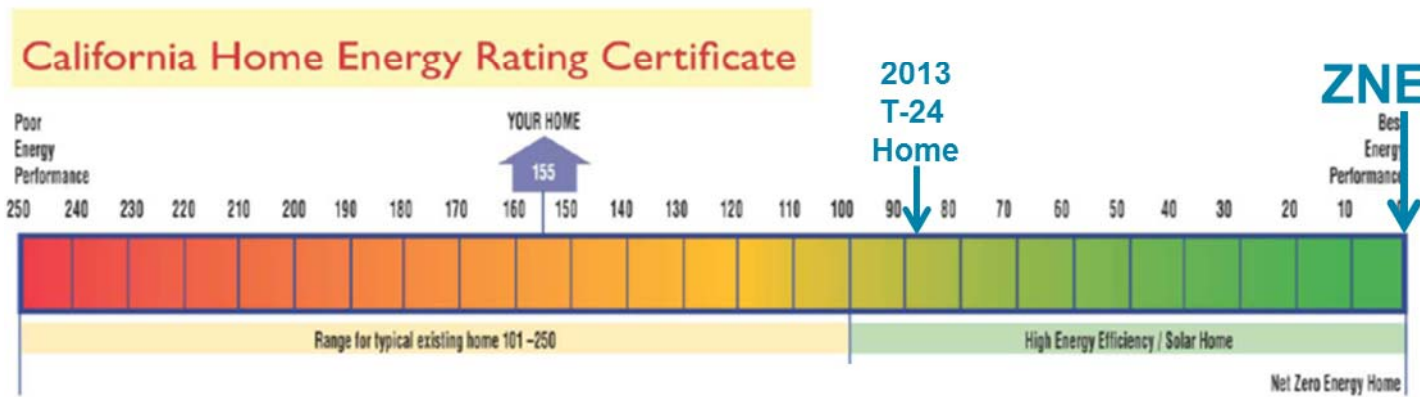 California Home Energy Rating Certificate
2013
T-24
Home
ZNE
Poor
Energy
Performance
YOUR HOME
155
Bes
Energy
Performance
250 240 230 220 210 200 190 180 170 160 150 140 130 120 110 100 90 80 70 60 50 40 30 20 10
Range for typical existing home 101 –250
High Energy Efficiency / Solar Home
Net Zero Energy Home